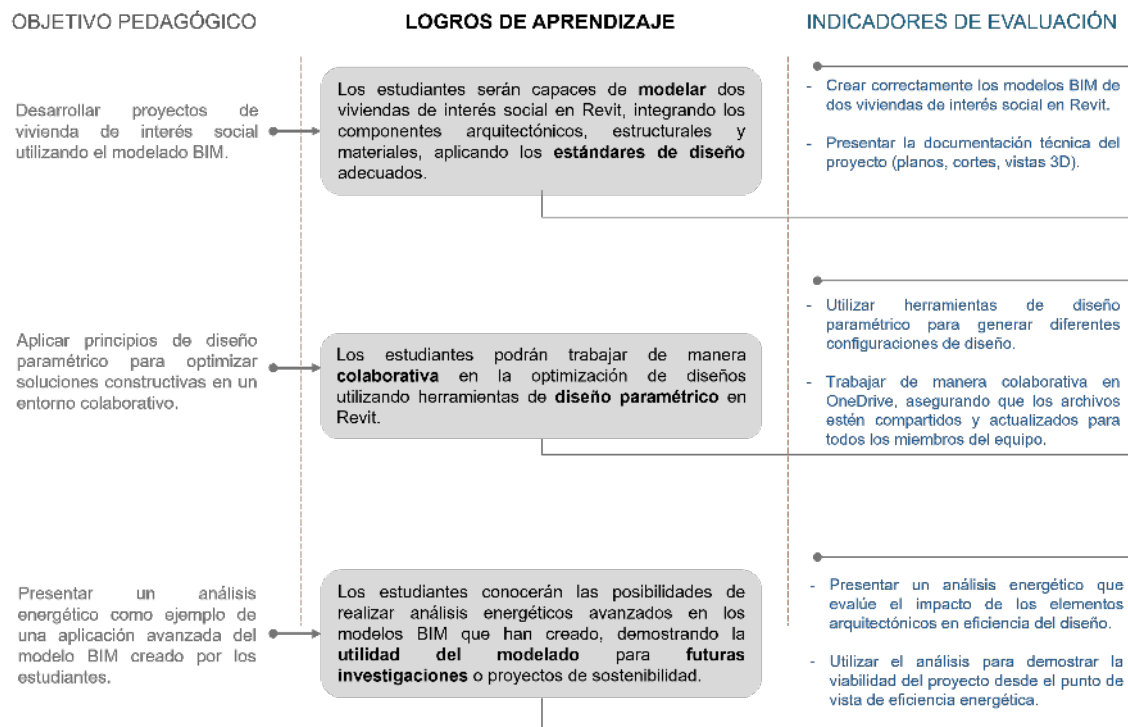 OBJETIVO PEDAGÓGICO
LOGROS DE APRENDIZAJE
INDICADORES DE EVALUACIÓN
Desarrollar proyectos de
vivienda de interés social
utilizando el modelado BIM.
Los estudiantes serán capaces de modelar dos
viviendas de interés social en Revit, integrando los
componentes arquitectónicos, estructurales y
materiales, aplicando los estándares de diseño
adecuados.
- Crear correctamente los modelos BIM de
dos viviendas de interés social en Revit.
- Presentar la documentación técnica del
proyecto (planos, cortes, vistas 3D).
Aplicar principios de diseño
paramétrico para optimizar
soluciones constructivas en un
entorno colaborativo.
Los estudiantes podrán trabajar de manera
colaborativa en la optimización de diseños
utilizando herramientas de diseño paramétrico en
Revit.
- Utilizar herramientas de diseño
paramétrico para generar diferentes
configuraciones de diseño.
- Trabajar de manera colaborativa en
OneDrive, asegurando que los archivos
estén compartidos y actualizados para
todos los miembros del equipo.
Presentar un análisis
energético como ejemplo de
una aplicación avanzada del
modelo BIM creado por los
estudiantes.
Los estudiantes conocerán las posibilidades de
realizar análisis energéticos avanzados en los
modelos BIM que han creado, demostrando la
utilidad del modelado para futuras
investigaciones o proyectos de sostenibilidad.
- Presentar un análisis energético que
evalúe el impacto de los elementos
arquitectónicos en eficiencia del diseño.
- Utilizar el análisis para demostrar la
viabilidad del proyecto desde el punto de
vista de eficiencia energética.